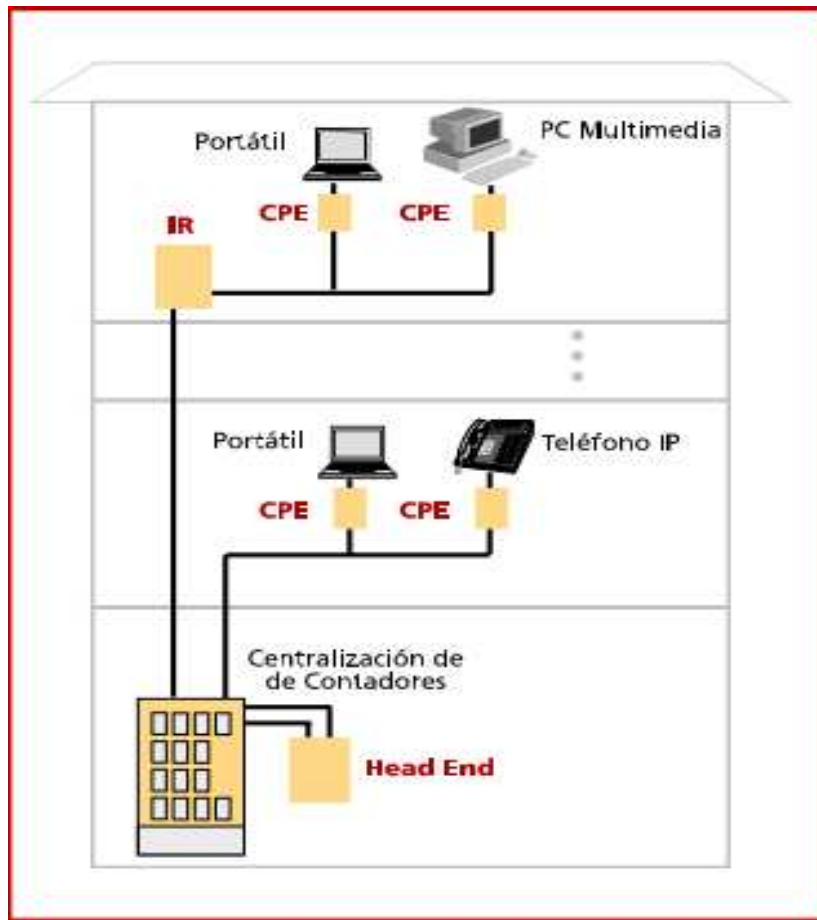 Portátil
PC Multimedia
CPE
CPE
IR
Portátil
Teléfono IP
CPE
CPE
Centralización de
de Contadores
Head End